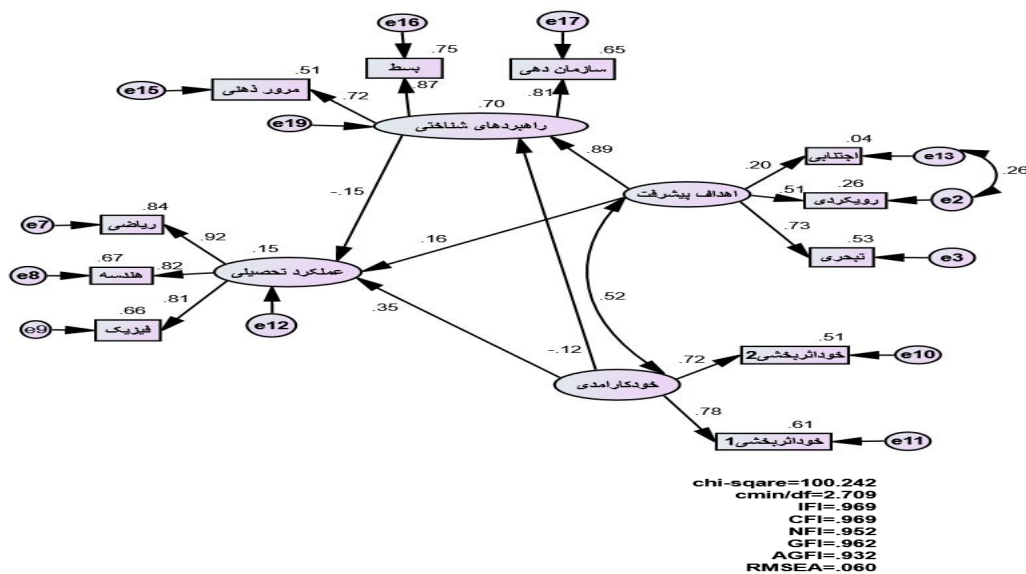 e16
e17
.75
.65
بسط
سازمان دهی
.51
e15
مرور ذهنی
.87
.81
.72
.70
e19
راهبردهای شناختی
.04
اجتنابی
e13
.89
.20
.26
-.15
اهداف پیشرفت
.51
.26
رویکردی
e2
.84
e7
ریاضی
.73
.92
.16
.53
تبحری
e3
.67
.15
e8
هندسه
.82
عملکرد تحصیلی
.66
.81
.35
.52
e9
فیزیک
e12
-.12
.51
.72
خوداثربخشی2
e10
خودکارامدی
.78
.61
خوداثربخشی1
e11
chi-sqare=100.242
cmin/df=2.709
IFI=.969
CFI=.969
NFI=.952
GFI=.962
AGFI=.932
RMSEA=.060